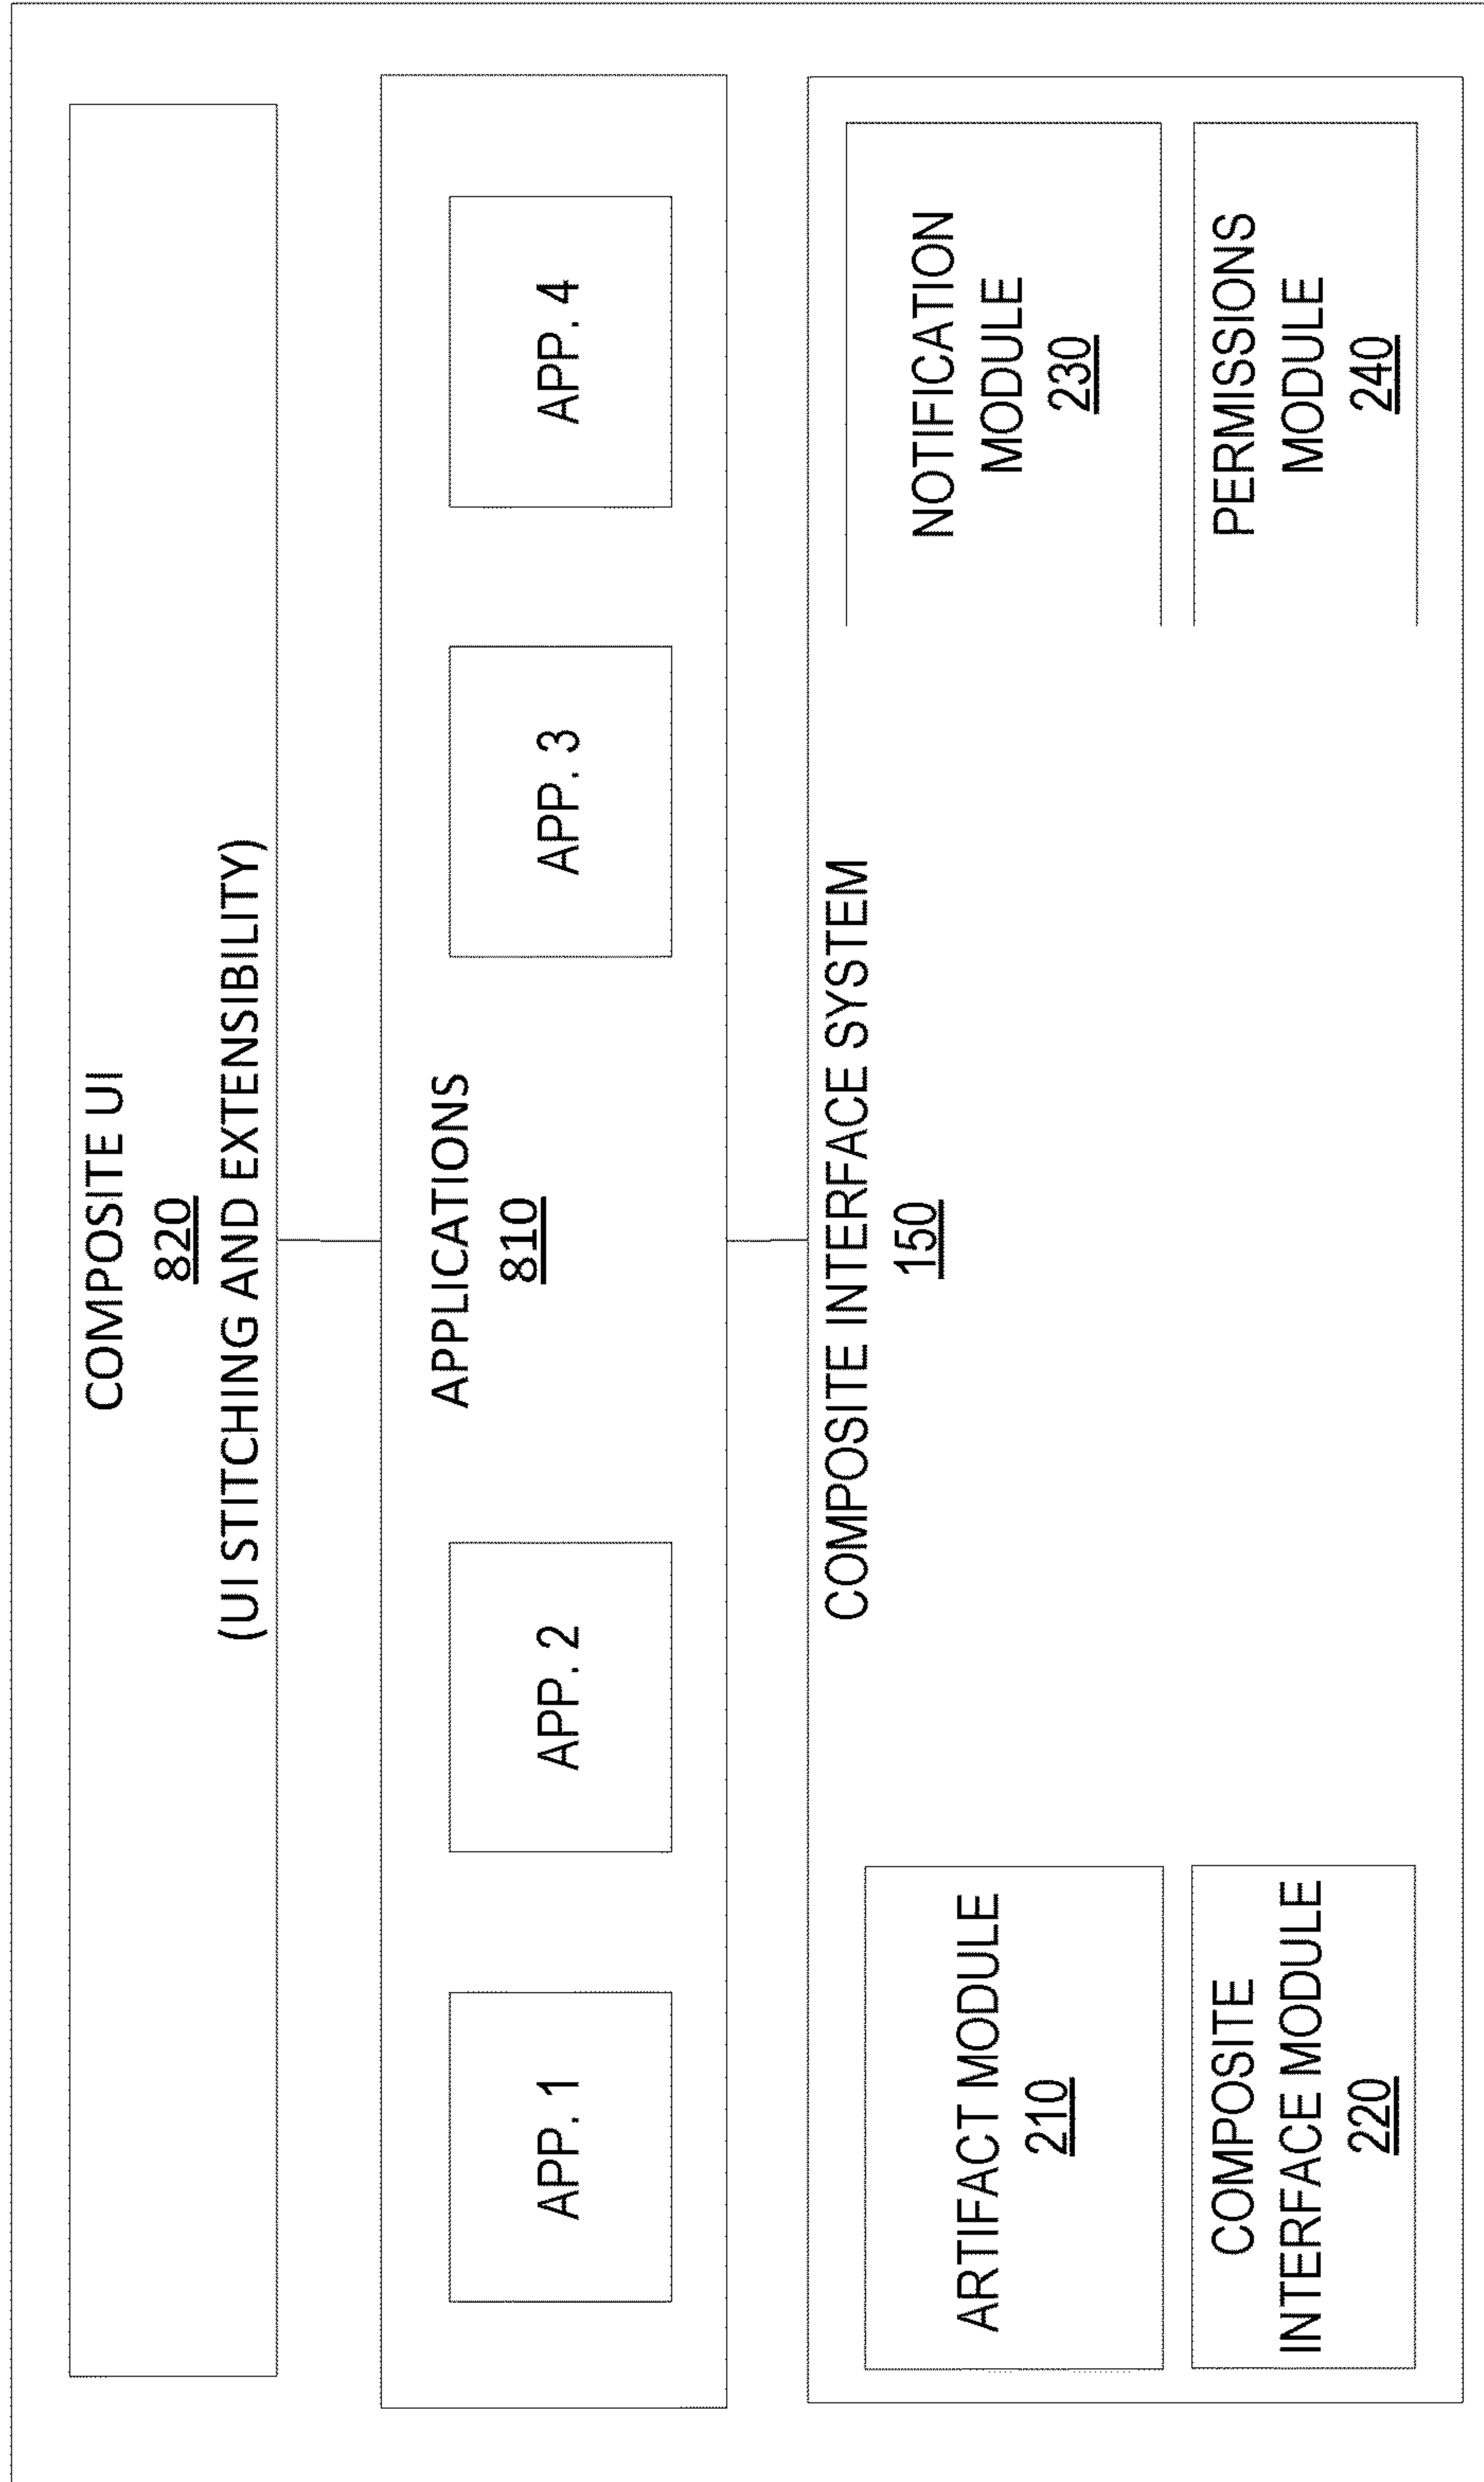 COMPOSITE UI
820
(UI STITCHING AND EXTENSIBILITY)
APPLICATIONS
810
APP. 1
APP. 2
APP. 3
APP. 4
COMPOSITE INTERFACE SYSTEM
150
ARTIFACT MODULE
210
COMPOSITE
INTERFACE MODULE
220
NOTIFICATION
MODULE
230
PERMISSIONS
MODULE
240